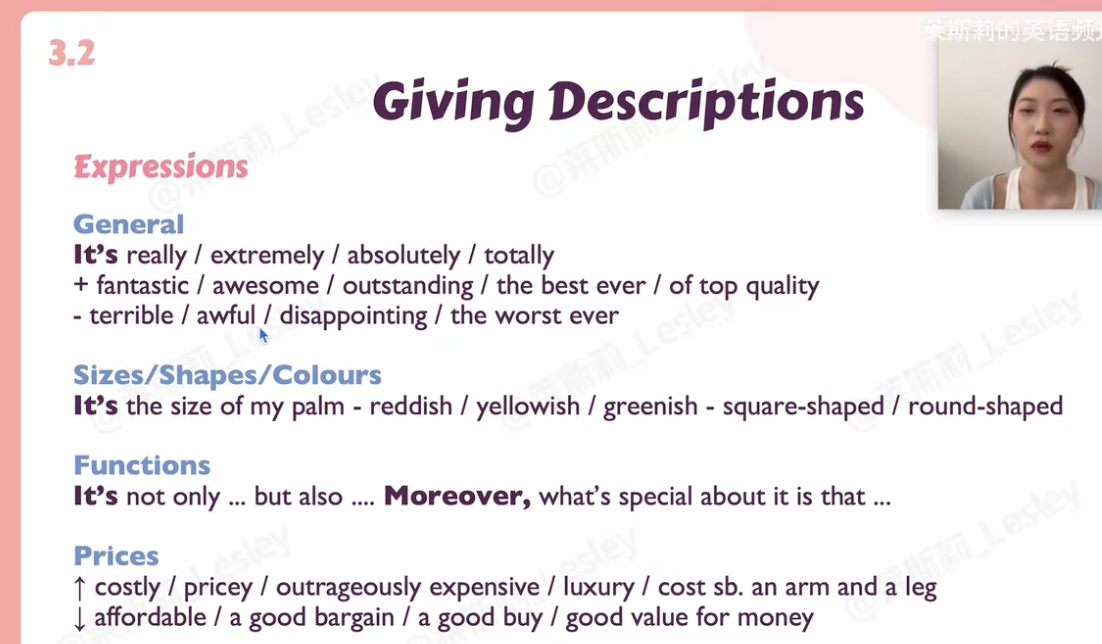 3.2
莱斯莉的英语频
Giving Descriptions
Expressions
General
It's really / extremely / absolutely / totally
+ fantastic / awesome / outstanding / the best ever / of top quality
- terrible / awful / disappointing / the worst ever
Sizes/Shapes/Colours
It's the size of my palm - reddish / yellowish / greenish - square-shaped / round-shaped
Functions
It's not only ... but also .... Moreover, what's special about it is that ...
Prices
↑ costly / pricey / outrageously expensive / luxury / cost sb. an arm and a leg
↓ affordable / a good bargain / a good buy / good value for money
@莱斯莉_Lesley